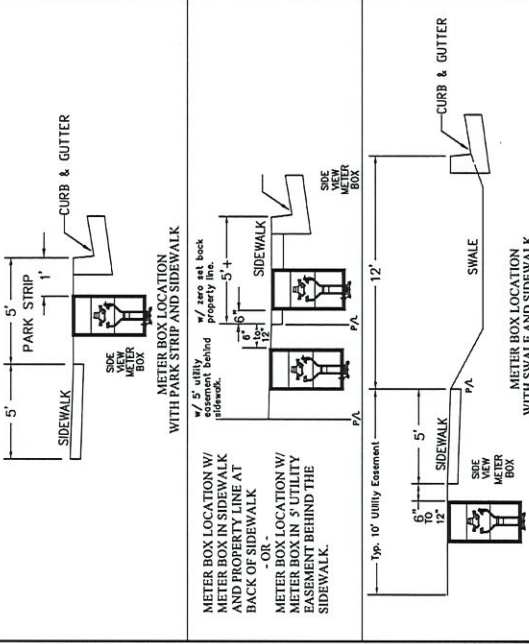 5'
5'
PARK STRIP
1'
CURB & GUTTER
SIDEWALK
SIDE
VIEW
METER
BOX
METER BOX LOCATION
WITH PARK STRIP AND SIDEWALK
METER BOX LOCATION W/
METER BOX IN SIDEWALK
AND PROPERTY LINE AT
BACK OF SIDEWALK
- OR -
METER BOX LOCATION W/
METER BOX IN 5' UTILITY
EASEMENT BEHIND THE
SIDEWALK.
w/ 5' utility
easement behind
sidewalk.
w/ zero set back
property line.
6"
to
12"
6"
5'+
SIDEWALK
P/L
P/L
SIDE
VIEW
METER
BOX
Typ. 10' Utility Easement
12'
CURB & GUTTER
6"
TO
12"
5'
SIDEWALK
P/L
SWALE
SIDE
VIEW
METER
BOX
METER BOX LOCATION
WITH SWALE AND SIDEWALK